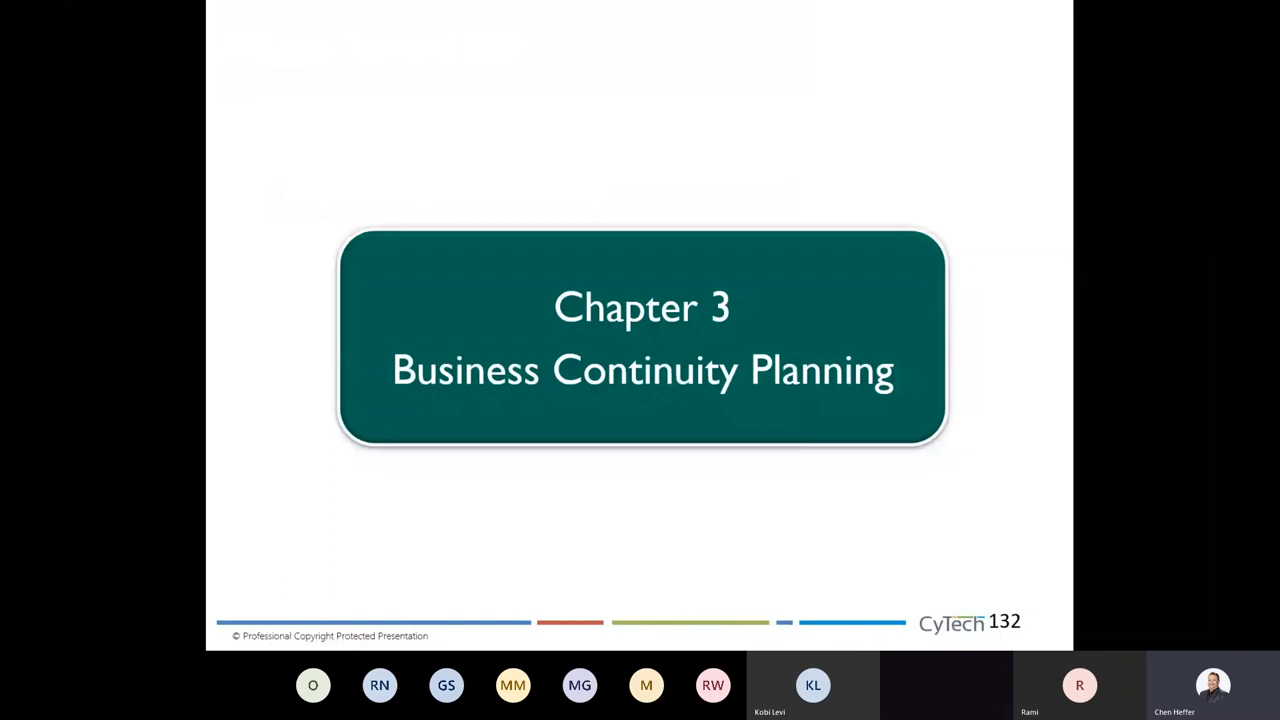 Chapter 3
Business Continuity Planning
© Professional Copyright Protected Presentation
CyTech 132
O
RN
GS
MM
MG
M
RW
KL
R
Kobi Levi
Rami
Chen Heffer